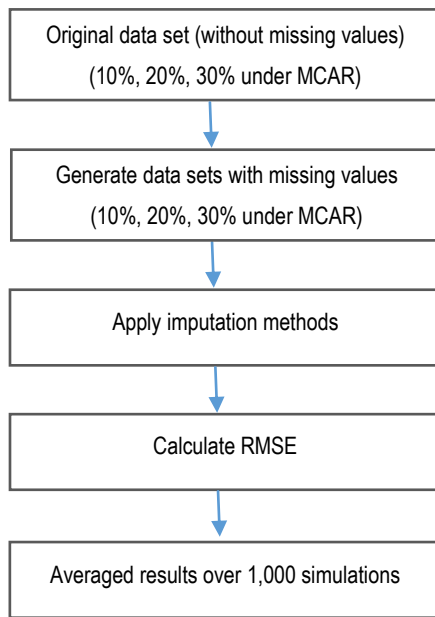 Original data set (without missing values)
(10%, 20%, 30% under MCAR)
Generate data sets with missing values
(10%, 20%, 30% under MCAR)
Apply imputation methods
Calculate RMSE
Averaged results over 1,000 simulations